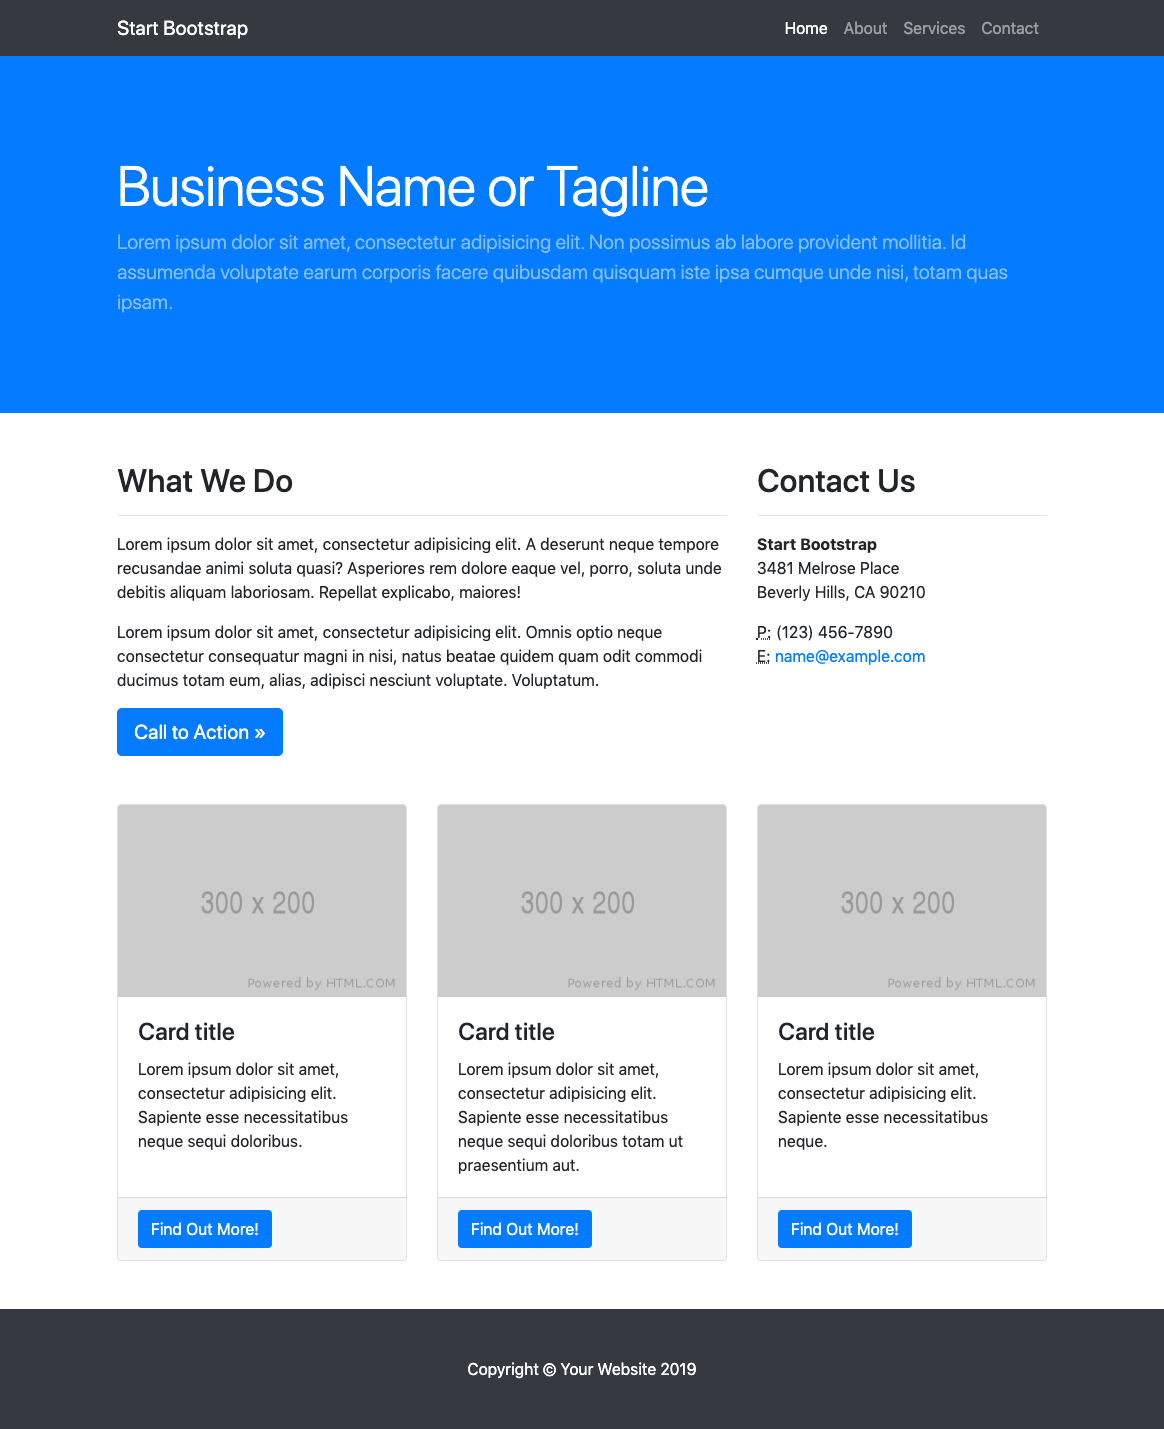 Start Bootstrap
Home About Services Contact
Business Name or Tagline
Lorem ipsum dolor sit amet, consectetur adipisicing elit. Non possimus ab labore provident mollitia. Id
assumenda voluptate earum corporis facere quibusdam quisquam iste ipsa cumque unde nisi, totam quas
ipsam.
What We Do
Lorem ipsum dolor sit amet, consectetur adipisicing elit. A deserunt neque tempore
recusandae animi soluta quasi? Asperiores rem dolore eaque vel, porro, soluta unde
debitis aliquam laboriosam. Repellat explicabo, maiores!
Lorem ipsum dolor sit amet, consectetur adipisicing elit. Omnis optio neque
consectetur consequatur magni in nisi, natus beatae quidem quam odit commodi
ducimus totam eum, alias, adipisci nesciunt voluptate. Voluptatum.
Call to Action »
Contact Us
Start Bootstrap
3481 Melrose Place
Beverly Hills, CA 90210
P: (123) 456-7890
E: name@example.com
300 x 200
Powered by HTML.COM
Card title
Lorem ipsum dolor sit amet,
consectetur adipisicing elit.
Sapiente esse necessitatibus
neque sequi doloribus.
Find Out More!
300 x 200
Powered by HTML.COM
Card title
Lorem ipsum dolor sit amet,
consectetur adipisicing elit.
Sapiente esse necessitatibus
neque sequi doloribus totam ut
praesentium aut.
Find Out More!
300 x 200
Powered by HTML.COM
Card title
Lorem ipsum dolor sit amet,
consectetur adipisicing elit.
Sapiente esse necessitatibus
neque.
Find Out More!
Copyright © Your Website 2019